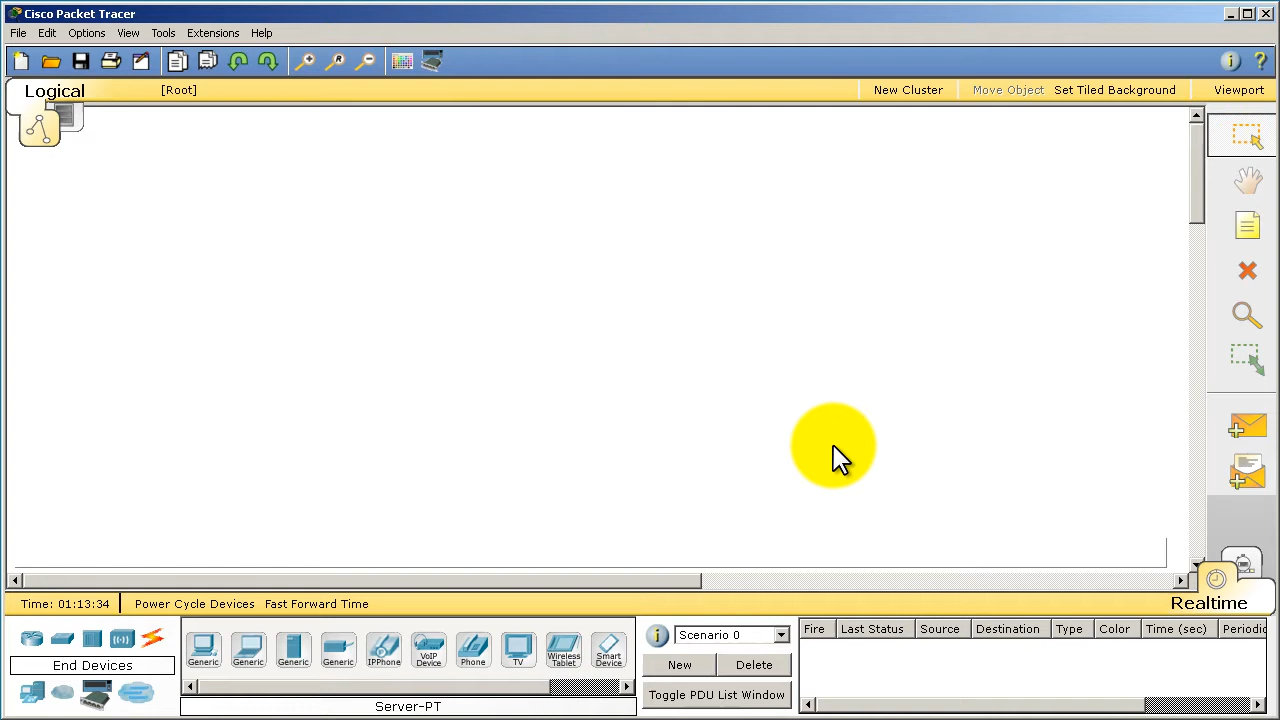 Cisco Packet Tracer
File Edit Options View Tools Extensions Help
Logical [Root] New Cluster Move Object Set Tiled Background Viewport
Realtime
Time: 01:13:34 Power Cycle Devices Fast Forward Time
Fire Last Status Source Destination Type Color Time (sec) Periodic
Scenario 0
Generic Generic Generic Generic IPPhone VoIP Device Phone TV Wireless Tablet Smart Device
End Devices
New Delete
Toggle PDU List Window
Server-PT